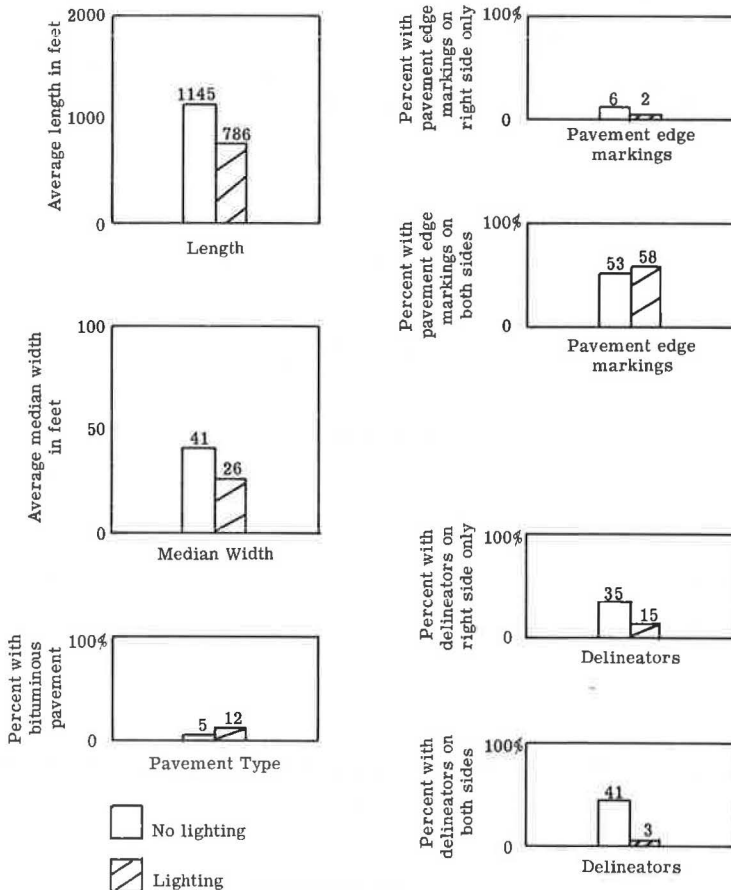 Average length in feet
2000
1000
0
1145
786
Length
Average median width
in feet
100
50
0
41
26
Median Width
Percent with
bituminous
pavement
100%
0
5
12
Pavement Type
No lighting
Lighting
Percent with
pavement edge
markings on
right side only
100%
0
6
2
Pavement edge
markings
Percent with
pavement edge
markings on
both sides
100%
0
53
58
Pavement edge
markings
Percent with
delineators on
right side only
100%
0
35
15
Delineators
Percent with
delineators on
both sides
100%
0
41
3
Delineators